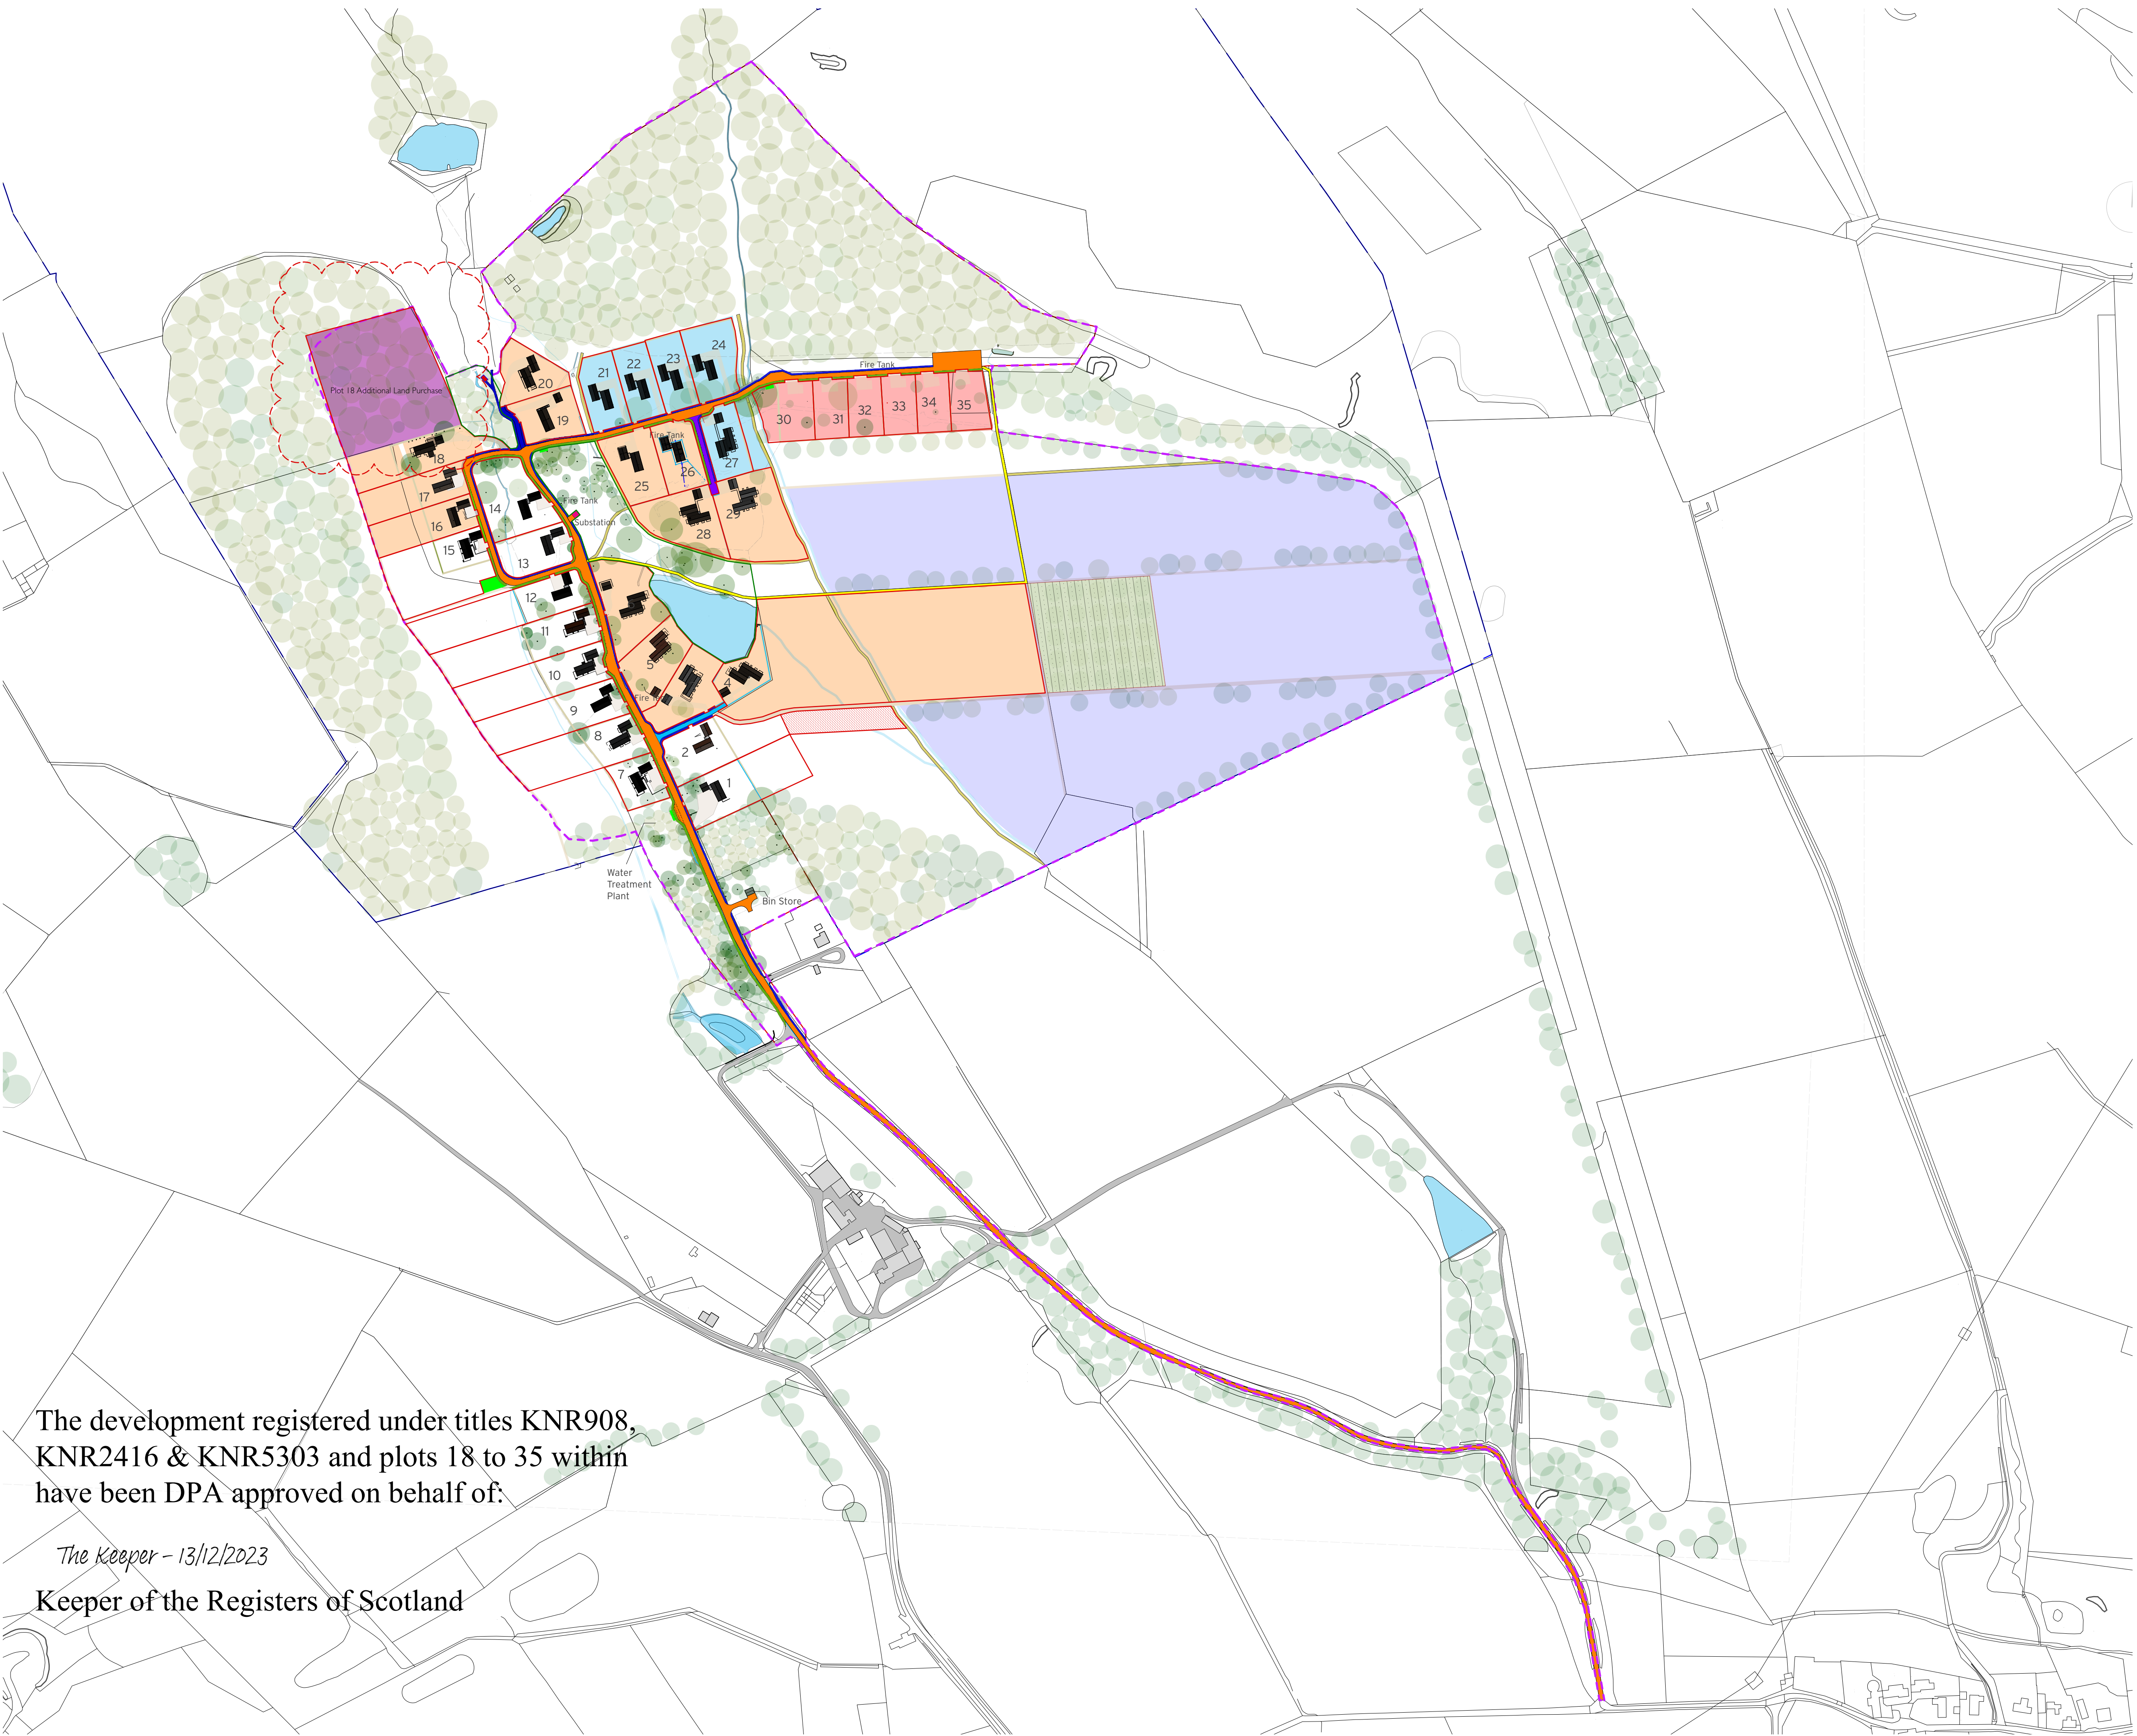 Fire Tank
24
23
22
21
20
19
30
31
32
33
34
35
Plot 18 Additional Land Purchase
18
Fire Tank
27
26
25
17
16
15
14
Fire Tank
Substation
29
28
13
12
11
10
9
8
7
5
4
Fire
2
1
Water
Treatment
Plant
Bin Store
The development registered under titles KNR908,
KNR2416 & KNR5303 and plots 18 to 35 within
have been DPA approved on behalf of:
The Keeper - 13/12/2023
Keeper of the Registers of Scotland